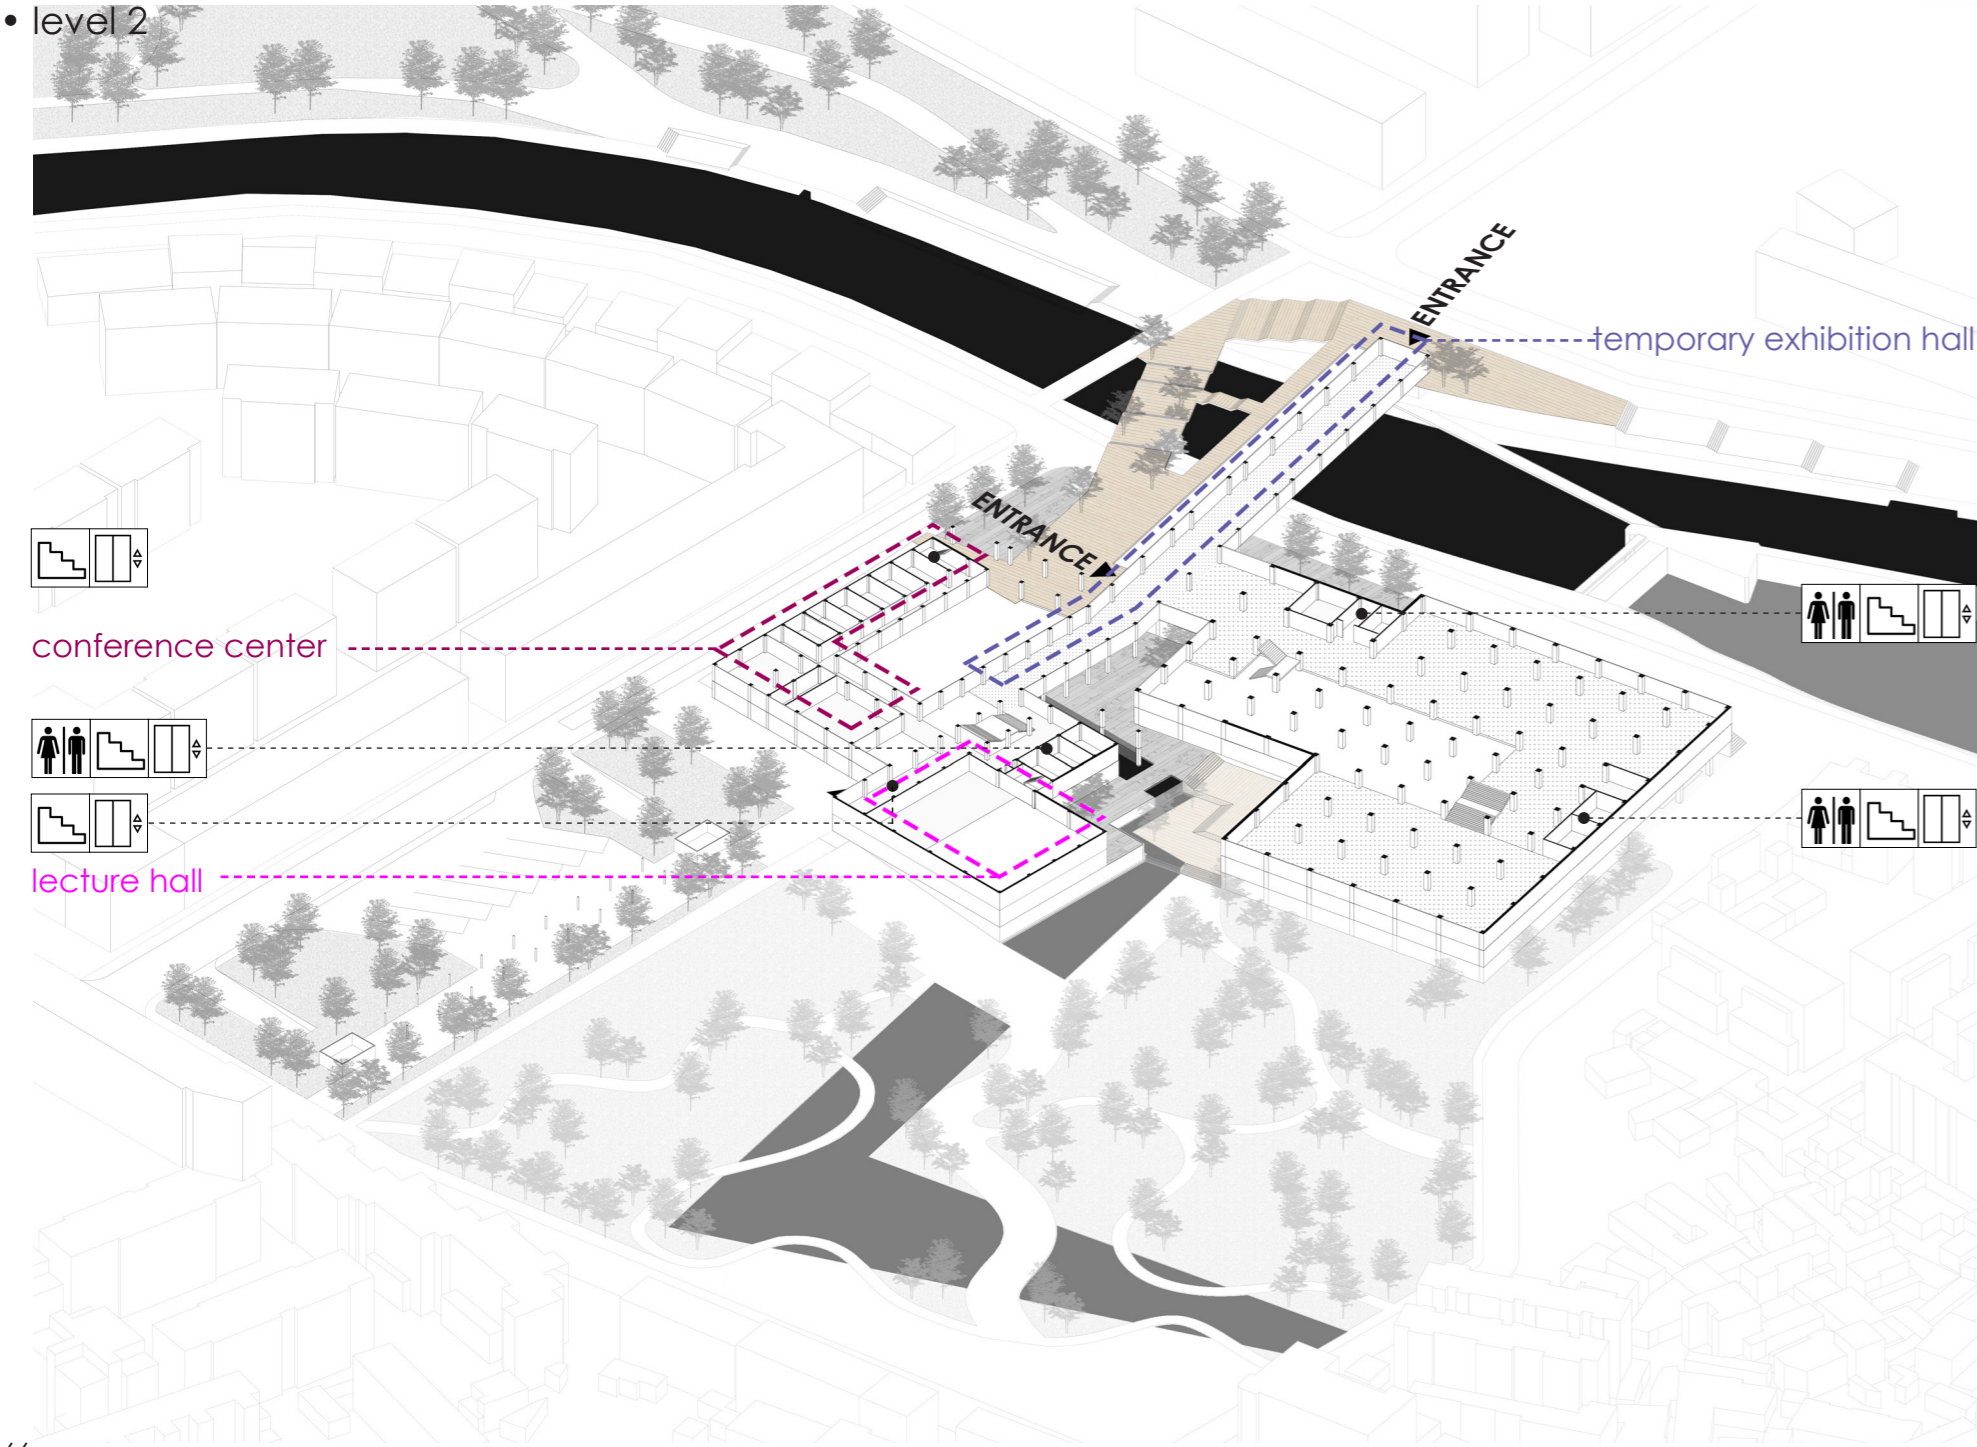 • level 2
ENTRANCE
temporary exhibition hall
ENTRANCE
conference center
lecture hall